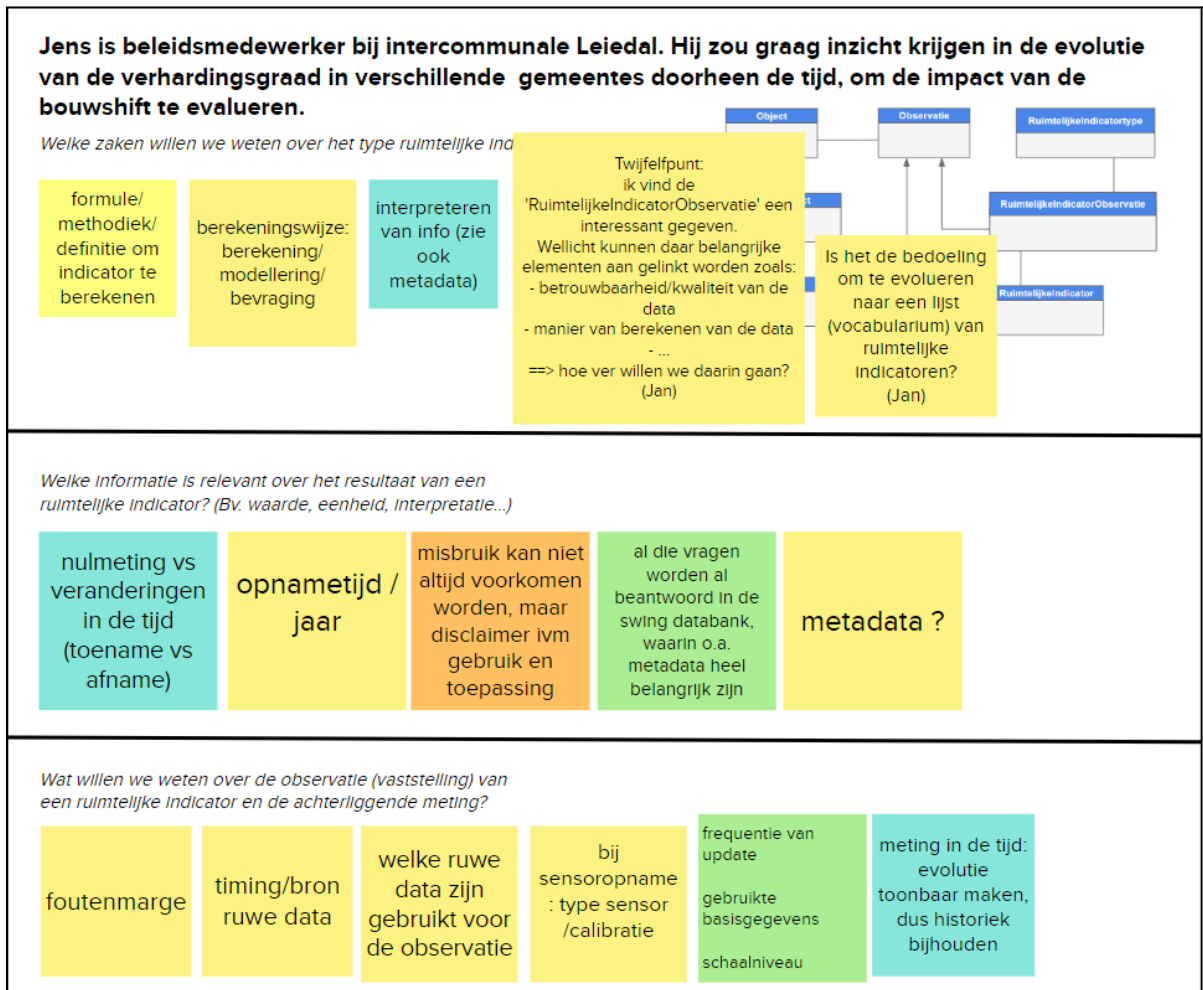 Jens is beleidsmedewerker bij intercommunale Leiedal. Hij zou graag inzicht krijgen in de evolutie
van de verhardingsgraad in verschillende gemeentes doorheen de tijd, om de impact van de
bouwshift te evalueren.
Welke zaken willen we weten over het type ruimtelijke ind
Object
Observatie
RuimtelijkeIndicatortype
ct
RuimtelijkeIndicatorObservatie
RuimtelijkeIndicator
formule/
methodiek/
definitie om
indicator te
berekenen
berekeningswijze:
berekening/
modellering/
bevraging
interpreteren
van info (zie
ook
metadata)
Twijfelpunt:
ik vind de
'RuimtelijkeIndicatorObservatie' een
interessant gegeven.
Wellicht kunnen daar belangrijke
elementen aan gelinkt worden zoals:
- betrouwbaarheid/kwaliteit van de
data
- manier van berekenen van de data
- ...
==> hoe ver willen we daarin gaan?
(Jan)
Is het de bedoeling
om te evolueren
naar een lijst
(vocabularium) van
ruimtelijke
indicatoren?
(Jan)
Welke informatie is relevant over het resultaat van een
ruimtelijke indicator? (Bv. waarde, eenheid, interpretatie...)
nulmeting vs
veranderingen
in de tijd
(toename vs
afname)
opnametijd /
jaar
misbruik kan niet
altijd voorkomen
worden, maar
disclaimer ivm
gebruik en
toepassing
al die vragen
worden al
beantwoord in de
swing databank,
waarin o.a.
metadata heel
belangrijk zijn
metadata ?
Wat willen we weten over de observatie (vaststelling) van
een ruimtelijke indicator en de achterliggende meting?
foutenmarge
timing/bron
ruwe data
welke ruwe
data zijn
gebruikt voor
de observatie
bij
sensoropname
: type sensor
/calibratie
frequentie van
update
gebruikte
basisgegevens
schaalniveau
meting in de tijd:
evolutie
toonbaar maken,
dus historiek
bijhouden